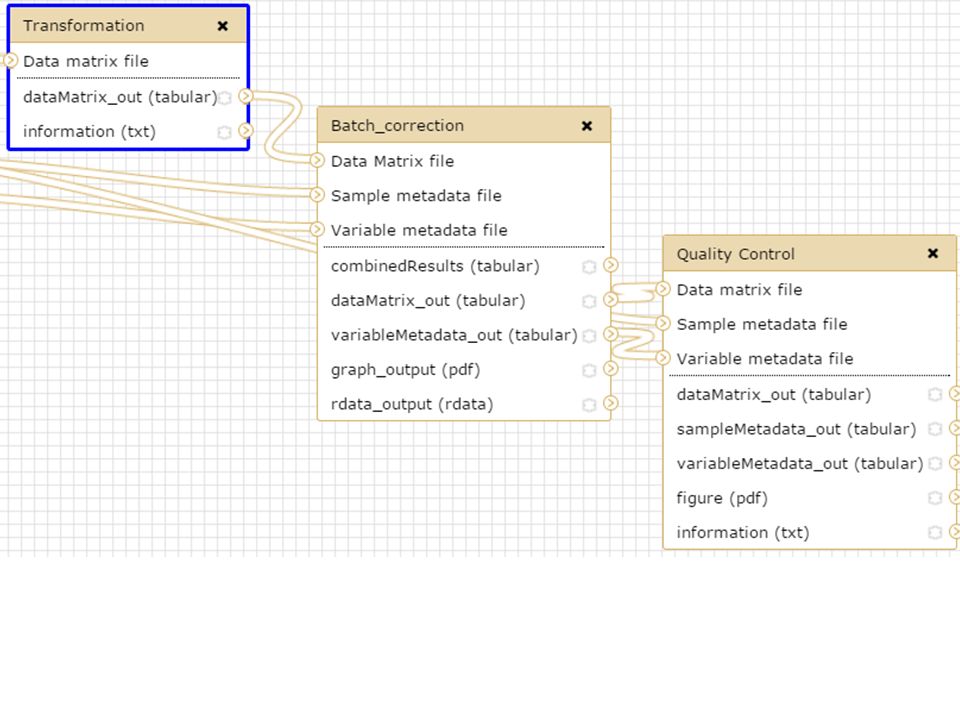 Transformation
Data matrix file
dataMatrix_out (tabular)
information (txt)
Batch_correction
Data Matrix file
Sample metadata file
Variable metadata file
combinedResults (tabular)
dataMatrix_out (tabular)
variableMetadata_out (tabular)
graph_output (pdf)
rdata_output (rdata)
Quality Control
Data matrix file
Sample metadata file
Variable metadata file
dataMatrix_out (tabular)
sampleMetadata_out (tabular)
variableMetadata_out (tabular)
figure (pdf)
information (txt)